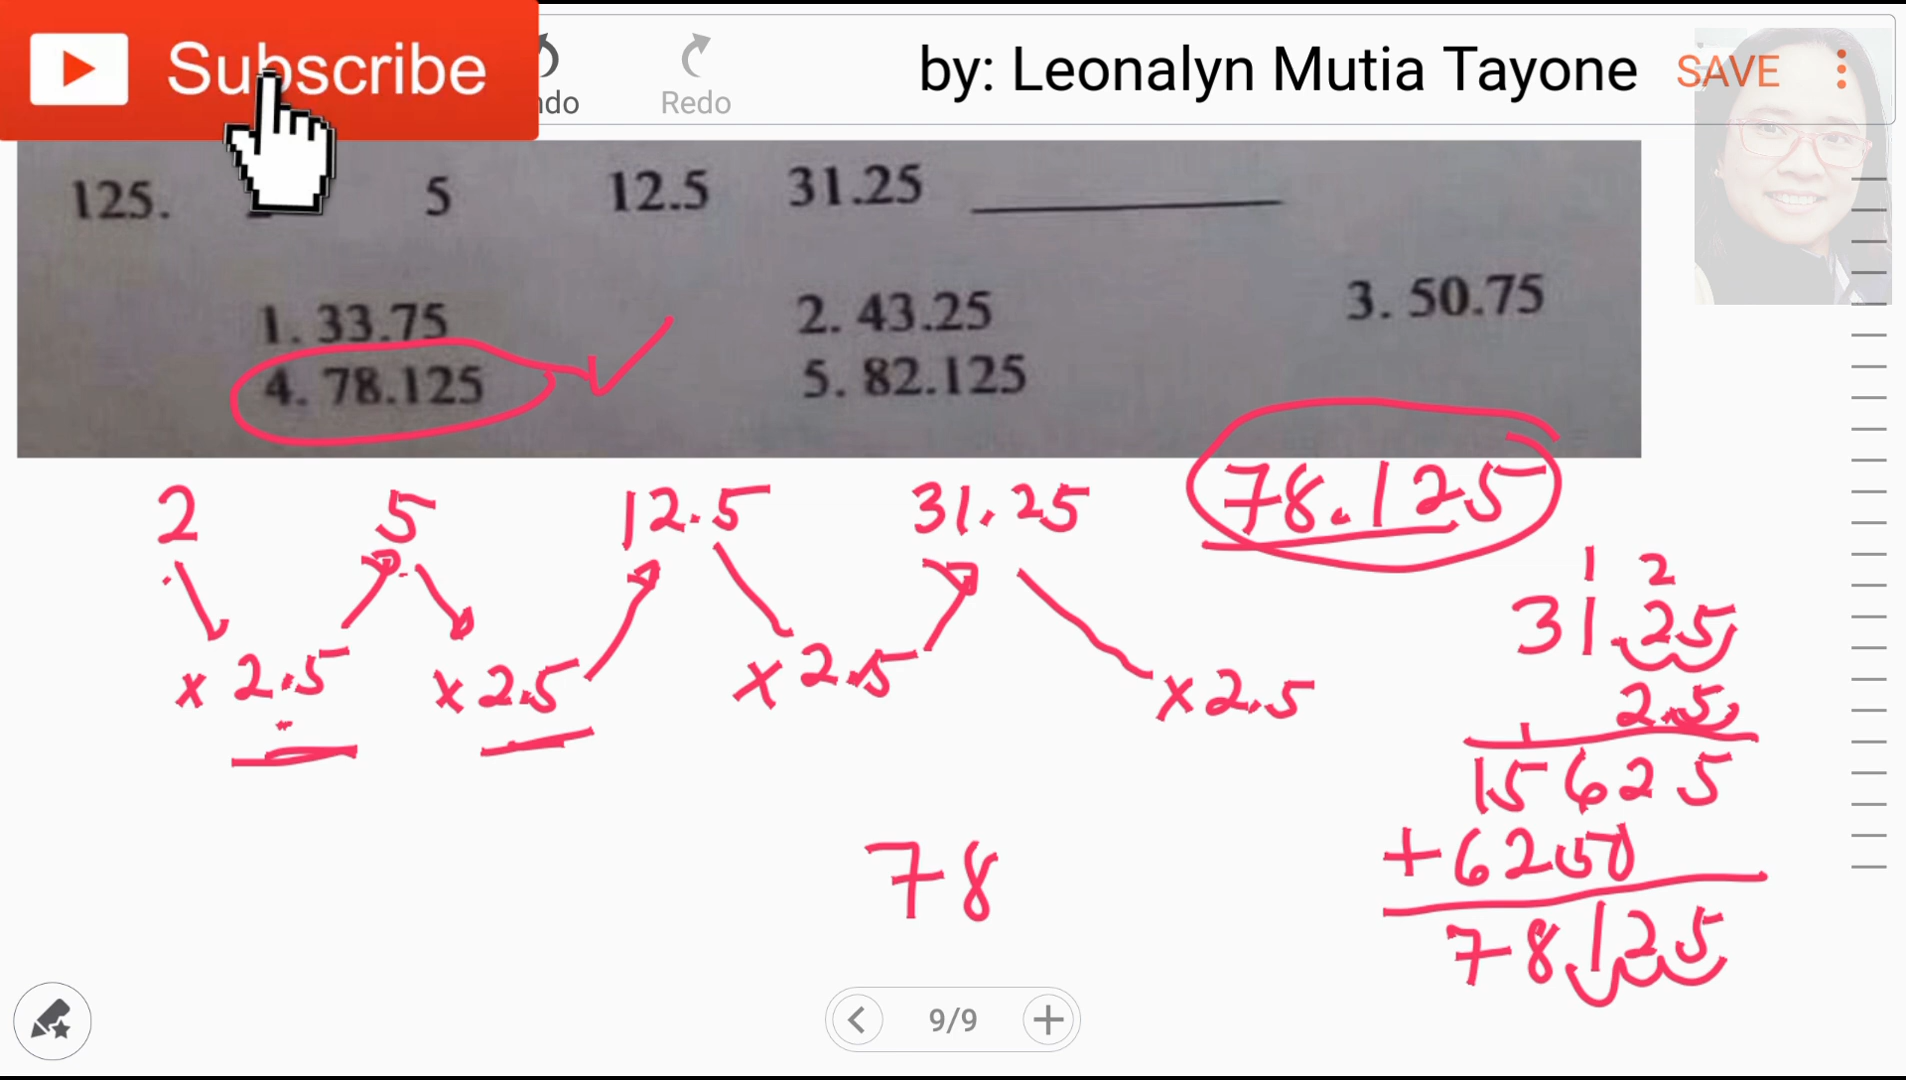 Subscribe
ndo
Redo
by: Leonalyn Mutia Tayone
SAVE
125. 5 12.5 31.25
1. 33.75 2. 43.25 3. 50.75
4. 78.125 5. 82.125
2 5 12.5 31.25 78.125
x 2.5 x 2.5 x 2.5 x 2.5
1 2
31.25
2.5
1
15625
+ 6250
78125
78
9/9